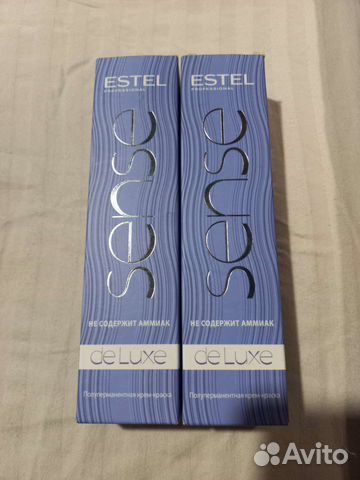 ESTEL
PROFESSIONAL
sense
НЕ СОДЕРЖИТ АММИАК
de Luxe
Полуперманентная крем-краска
ESTEL
PROFESSIONAL
sense
НЕ СОДЕРЖИТ АММИАК
de Luxe
Полуперманентная крем-краска
Avito